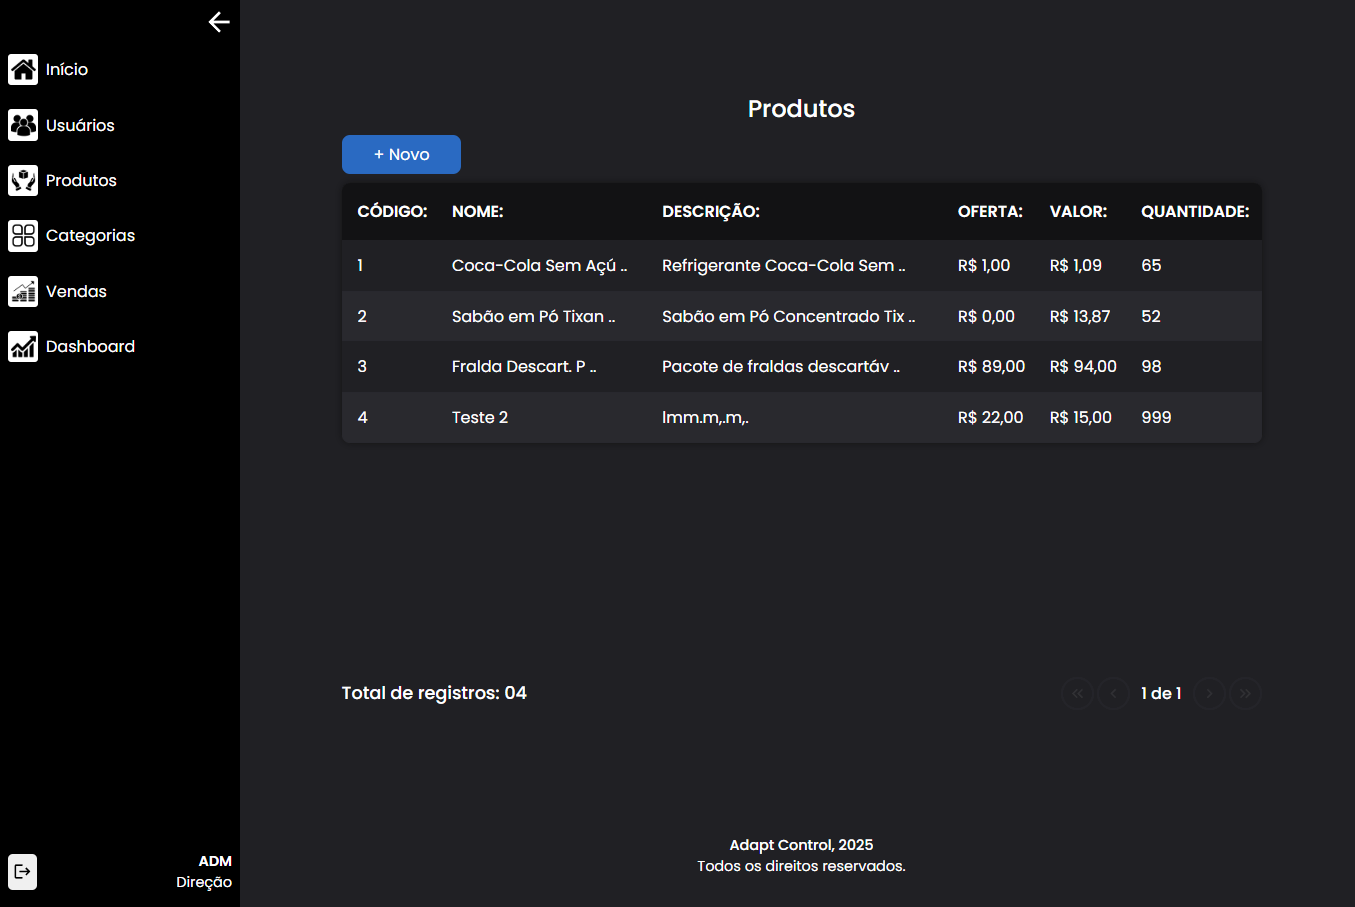 Início
Usuários
Produtos
Categorias
Vendas
Dashboard
ADM
Direção
Produtos
+ Novo
CÓDIGO: NOME: DESCRIÇÃO: OFERTA: VALOR: QUANTIDADE:
1 Coca-Cola Sem Açú .. Refrigerante Coca-Cola Sem .. R$ 1,00 R$ 1,09 65
2 Sabão em Pó Tixan .. Sabão em Pó Concentrado Tix .. R$ 0,00 R$ 13,87 52
3 Fralda Descart. P .. Pacote de fraldas descartáv .. R$ 89,00 R$ 94,00 98
4 Teste 2 lmm.m,.m,. R$ 22,00 R$ 15,00 999
Total de registros: 04 « ‹ 1 de 1 › »
Adapt Control, 2025
Todos os direitos reservados.